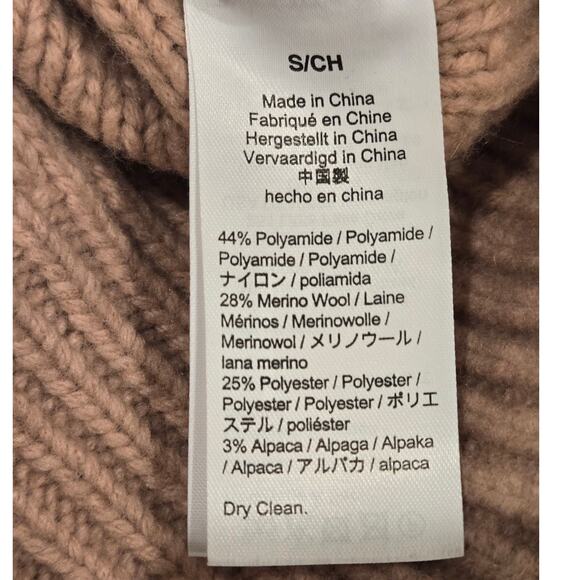 S/CH
Made in China
Fabriqué en Chine
Hergestellt in China
Vervaardigd in China
中国製
hecho en china
44% Polyamide / Polyamide /
Polyamide / Polyamide /
ナイロン / poliamida
28% Merino Wool / Laine
Mérinos / Merinowolle /
Merinowol / メリノウール /
lana merino
25% Polyester / Polyester /
Polyester / Polyester / ポリエ
ステル / poliéster
3% Alpaca / Alpaga / Alpaka
/ Alpaca / アルパカ / alpaca
Dry Clean.